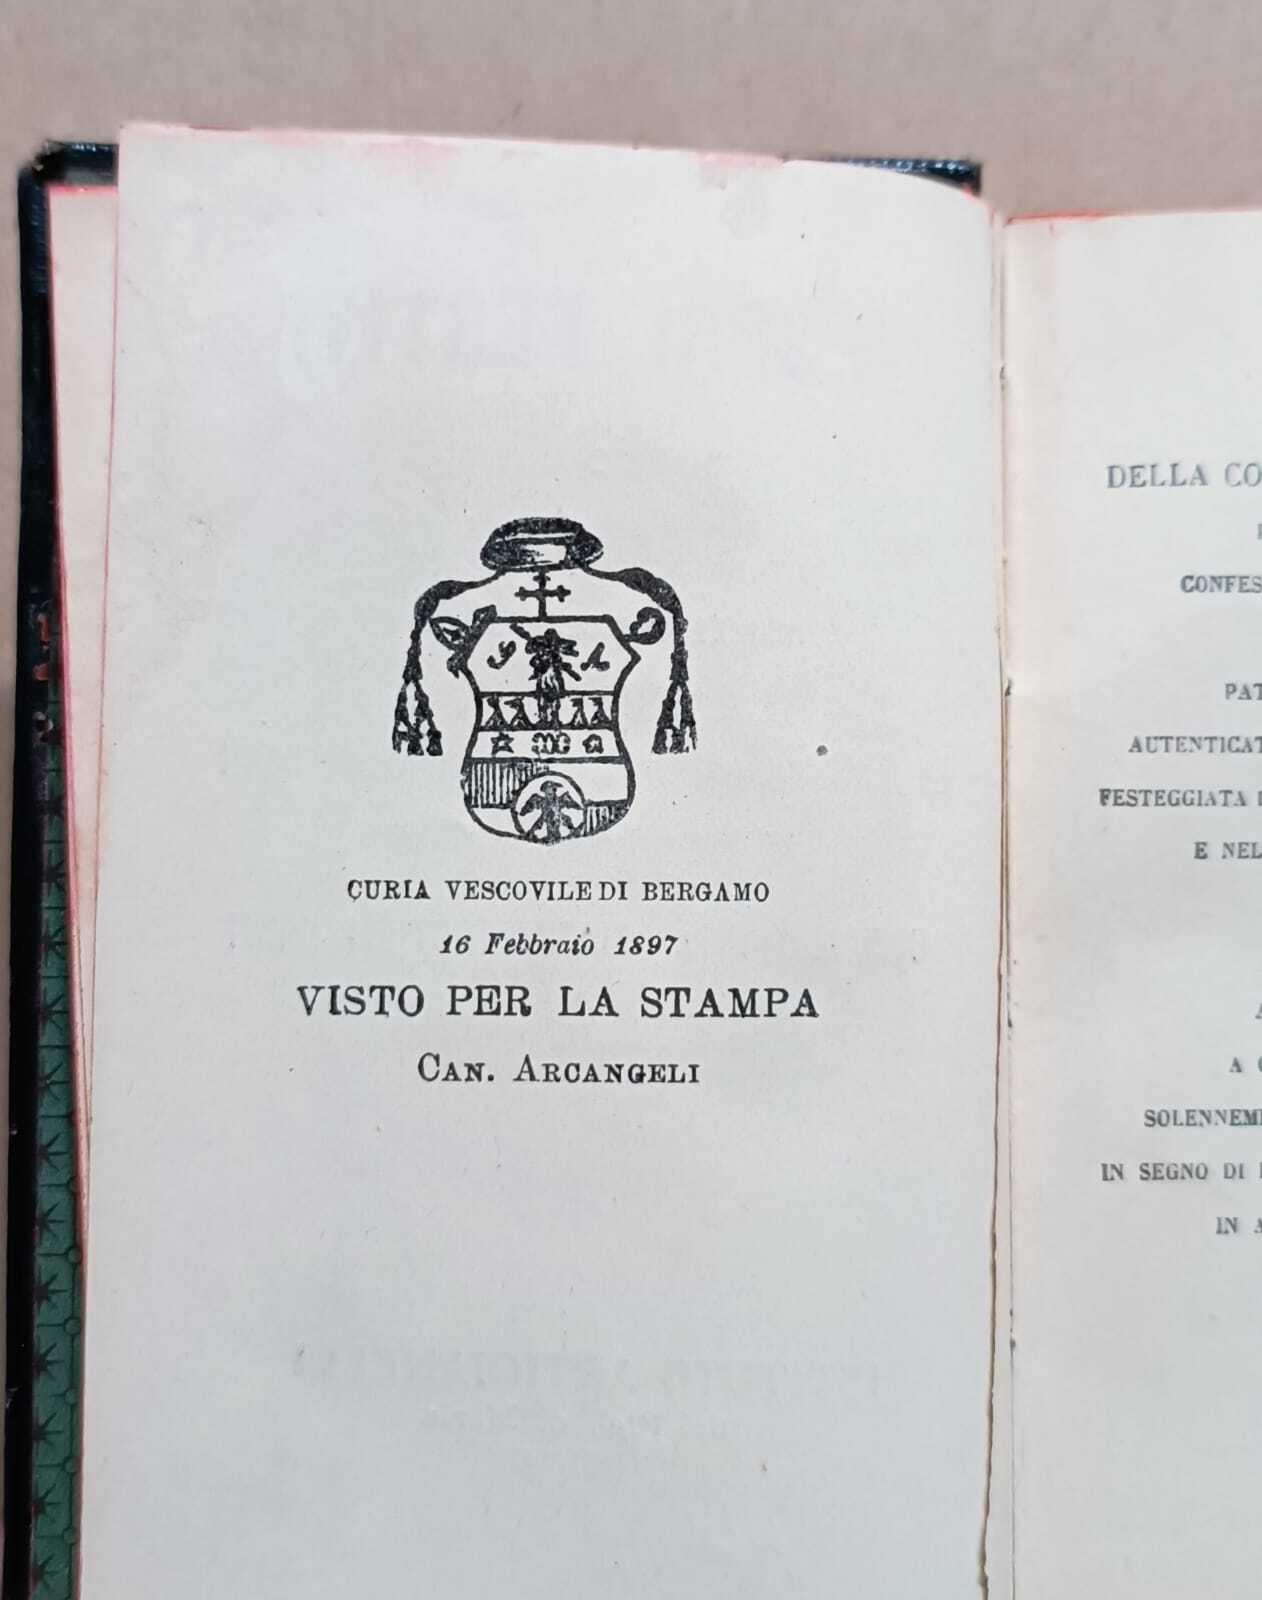 CURIA VESCOVILE DI BERGAMO
16 Febbraio 1897
VISTO PER LA STAMPA
CAN. ARCANGELI
DELLA CO
CONFES
PAT
AUTENTICAT
FESTEGGIATA
E NEL
A
SOLENNEM
IN SEGNO DI
IN A